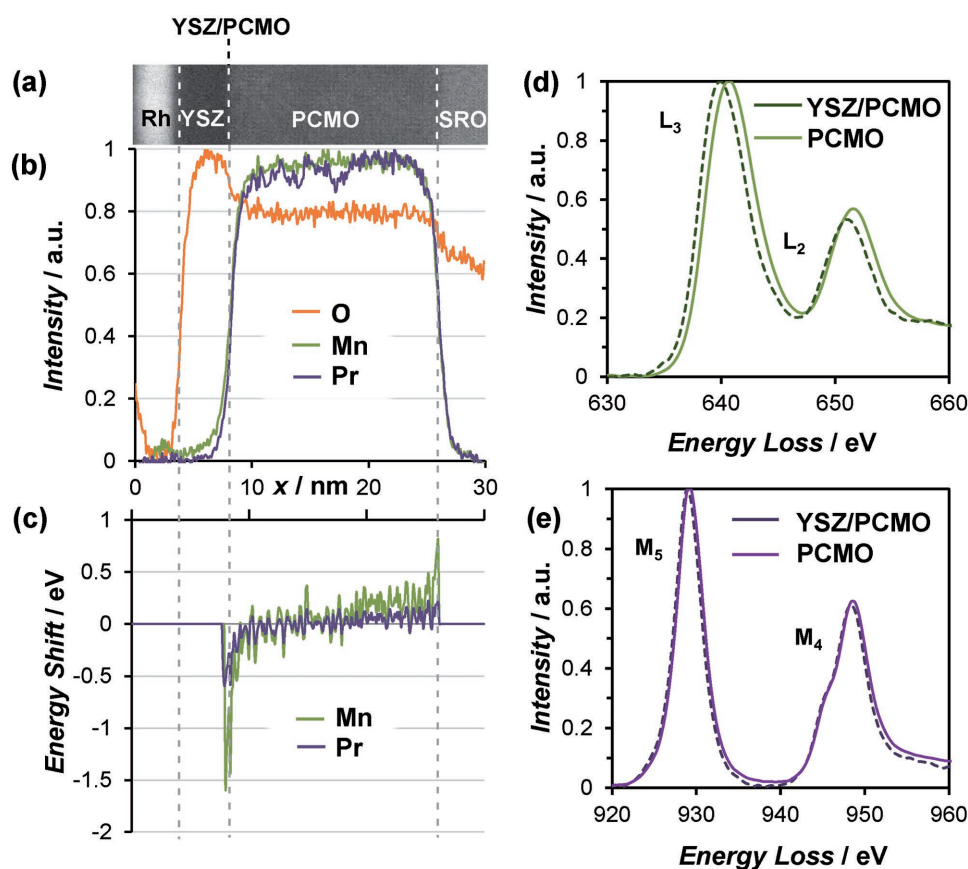 YSZ/PCMO
(a)
Rh YSZ PCMO SRO
(b)
1
0.8
0.6
0.4
0.2
0
Intensity / a.u.
O
Mn
Pr
0 10 20 30
x / nm
(c)
1
0.5
0
-0.5
-1
-1.5
-2
Energy Shift / eV
Mn
Pr
(d)
1
0.8
0.6
0.4
0.2
0
Intensity / a.u.
L3
L2
YSZ/PCMO
PCMO
630 640 650 660
Energy Loss / eV
(e)
1
0.8
0.6
0.4
0.2
0
Intensity / a.u.
M5
M4
YSZ/PCMO
PCMO
920 930 940 950 960
Energy Loss / eV